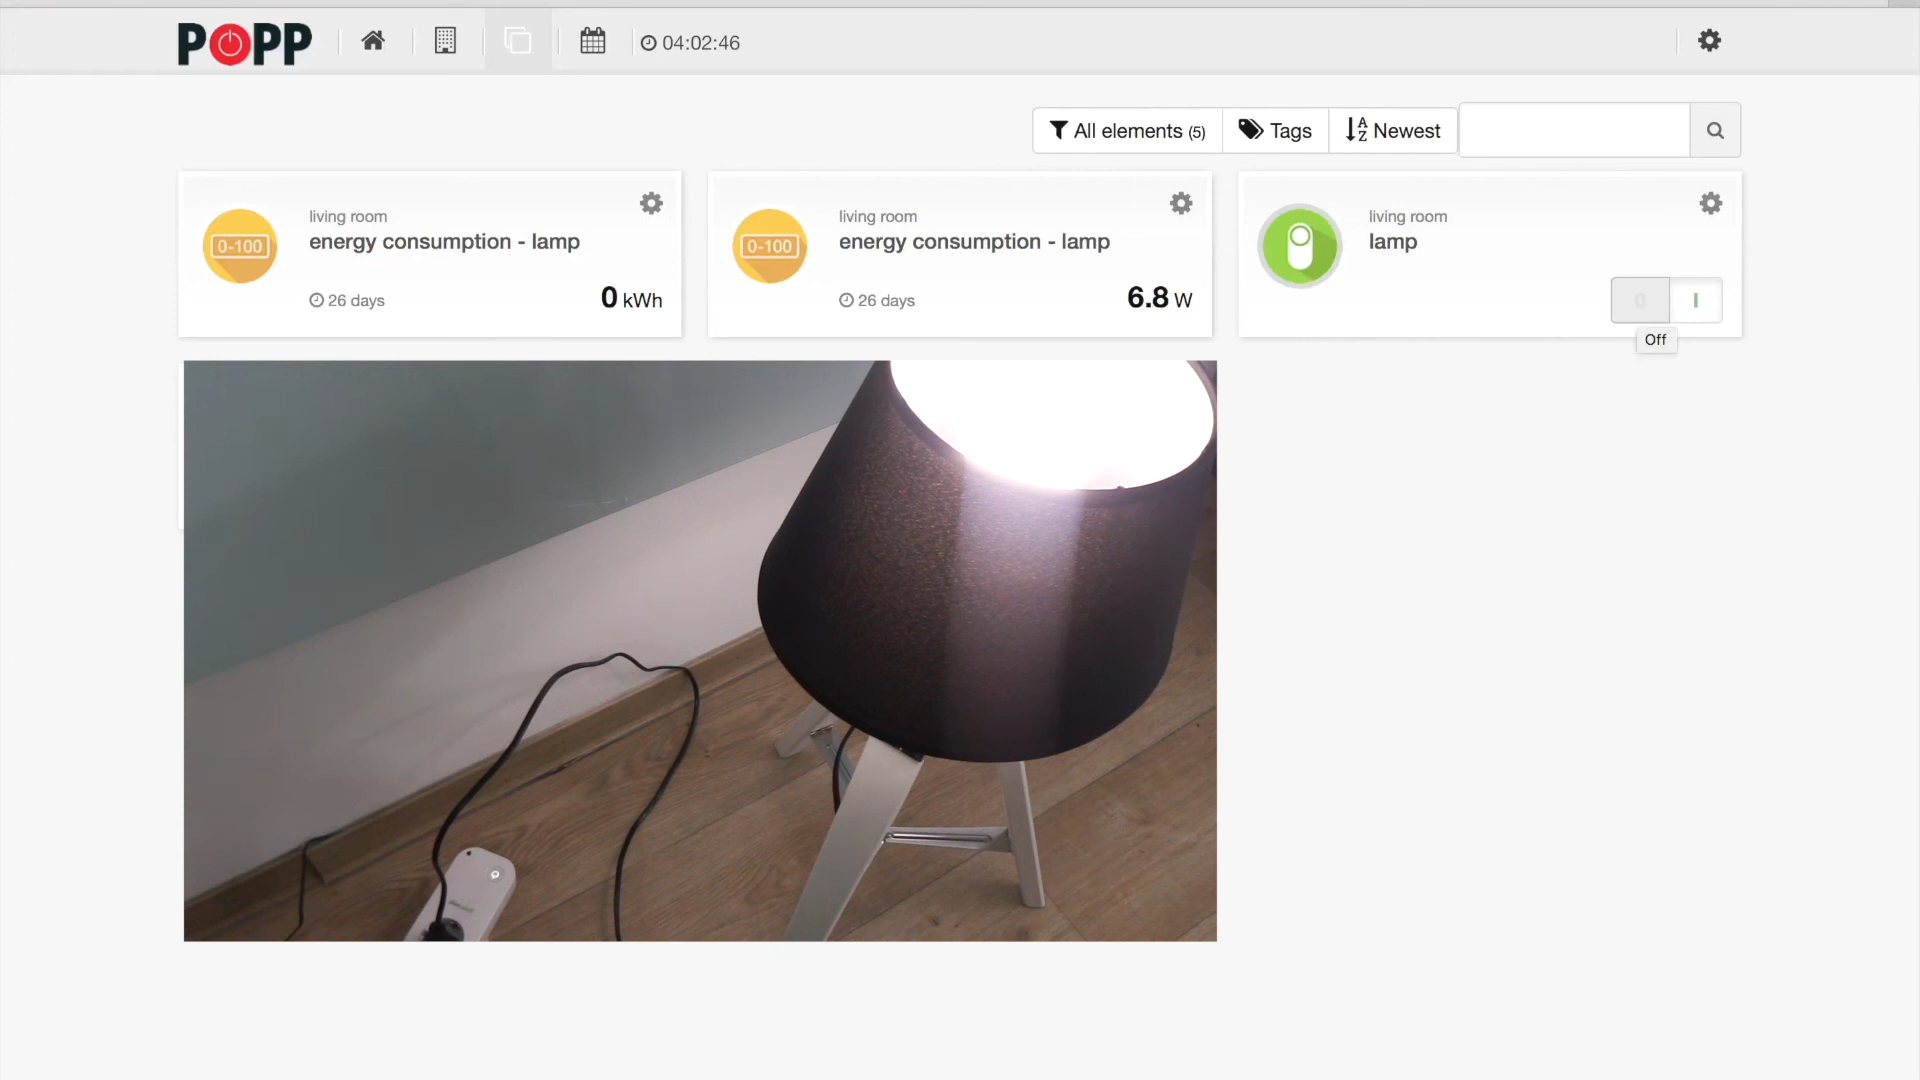 POPP
04:02:46
All elements (5)
Tags
Newest
living room
energy consumption - lamp
0-100
26 days
0 kWh
living room
energy consumption - lamp
0-100
26 days
6.8 W
living room
lamp
0
I
Off